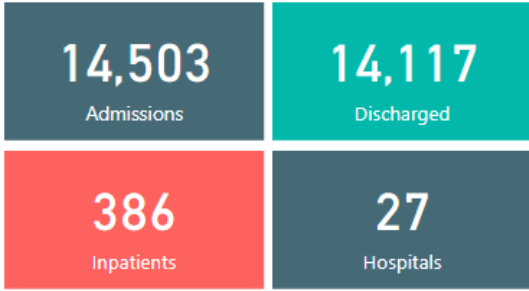 14,503
Admissions
14,117
Discharged
386
Inpatients
27
Hospitals